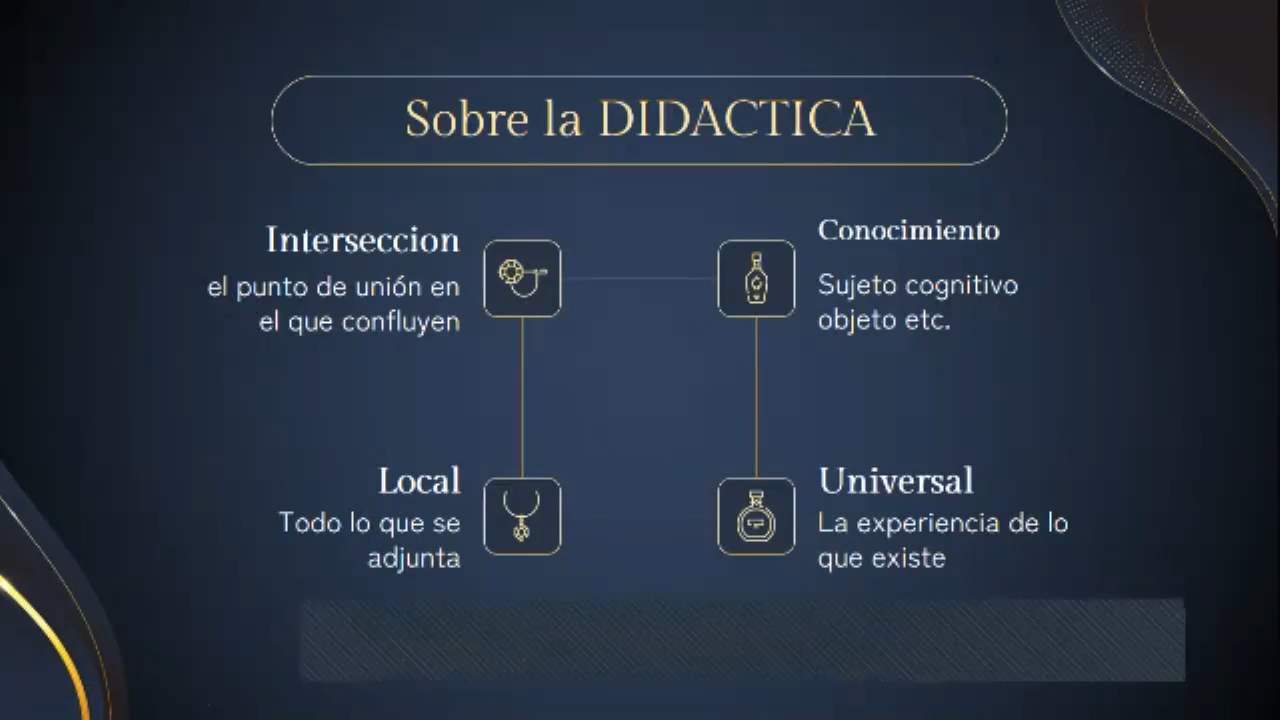 Sobre la DIDACTICA
Interseccion
el punto de unión en
el que confluyen
Conocimiento
Sujeto cognitivo
objeto etc.
Local
Todo lo que se
adjunta
Universal
La experiencia de lo
que existe